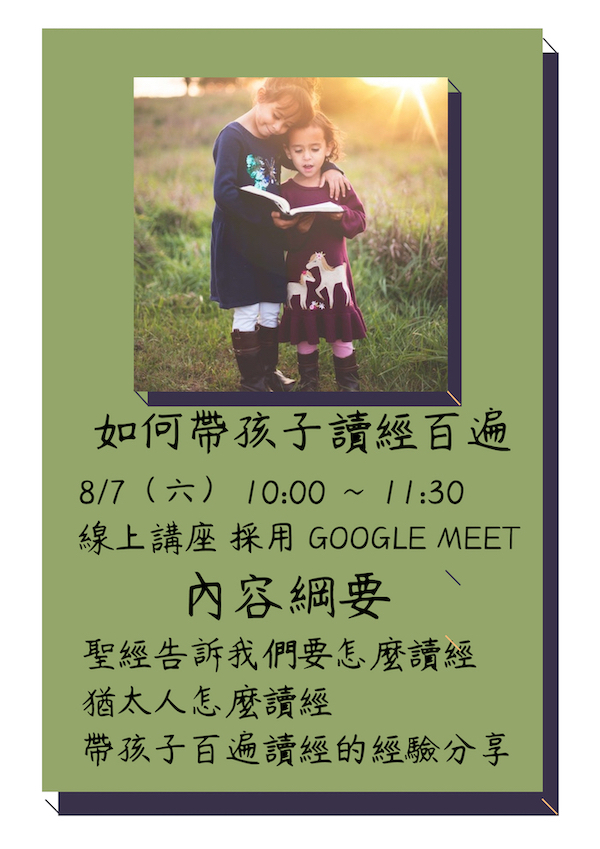 如何帶孩子讀經百遍
8/7（六） 10:00 ~ 11:30
線上講座 採用 GOOGLE MEET
內容綱要
聖經告訴我們要怎麼讀經
猶太人怎麼讀經
帶孩子百遍讀經的經驗分享